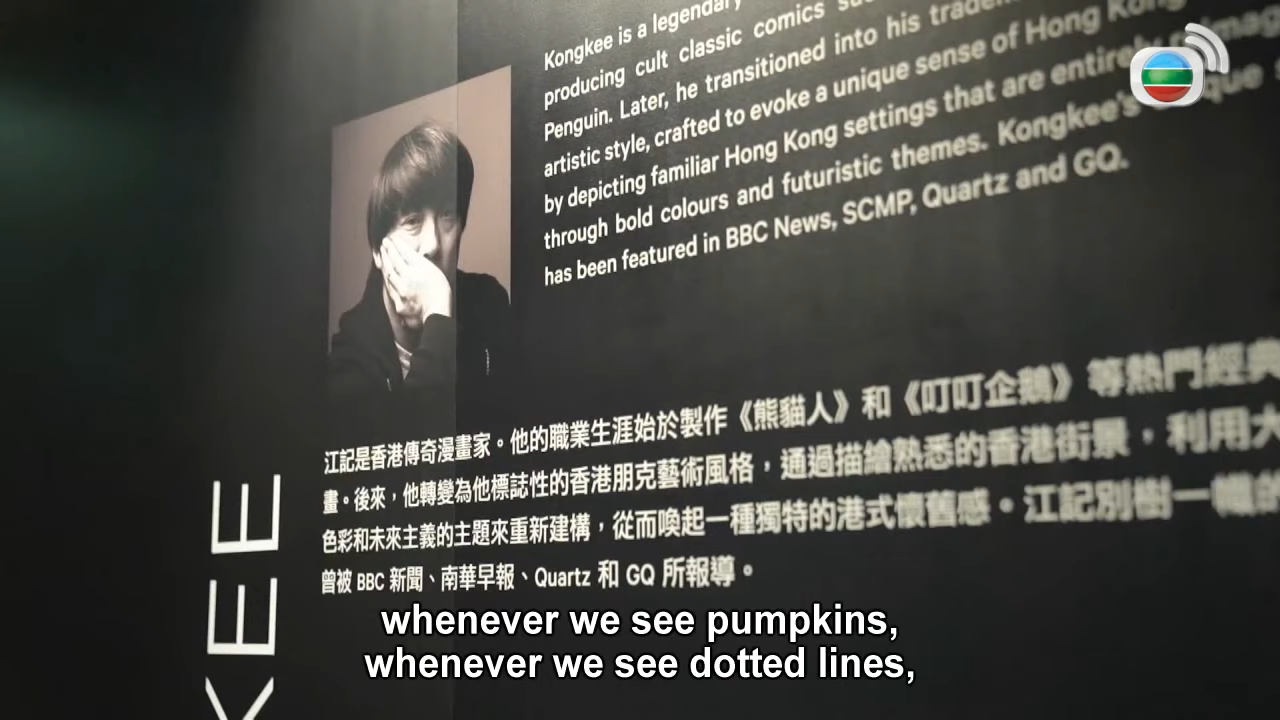 Kongkee is a legendary
producing cult classic comics
Penguin. Later, he transitioned into his
artistic style, crafted to evoke a unique sense of Hong Kong
by depicting familiar Hong Kong settings that are entirely
through bold colours and futuristic themes. Kongkee's
has been featured in BBC News, SCMP, Quartz and GQ.
江記是香港傳奇漫畫家。他的職業生涯始於製作《熊貓人》和《叮叮企鵝》等熱門經典
畫。後來，他轉變為他標誌性的香港朋克藝術風格，通過描繪熟悉的香港街景，利用大
色彩和未來主義的主題來重新建構，從而喚起一種獨特的港式懷舊感。江記別樹一幟的
曾被 BBC 新聞、南華早報、Quartz 和 GQ 所報導。
KEE
whenever we see pumpkins,
whenever we see dotted lines,